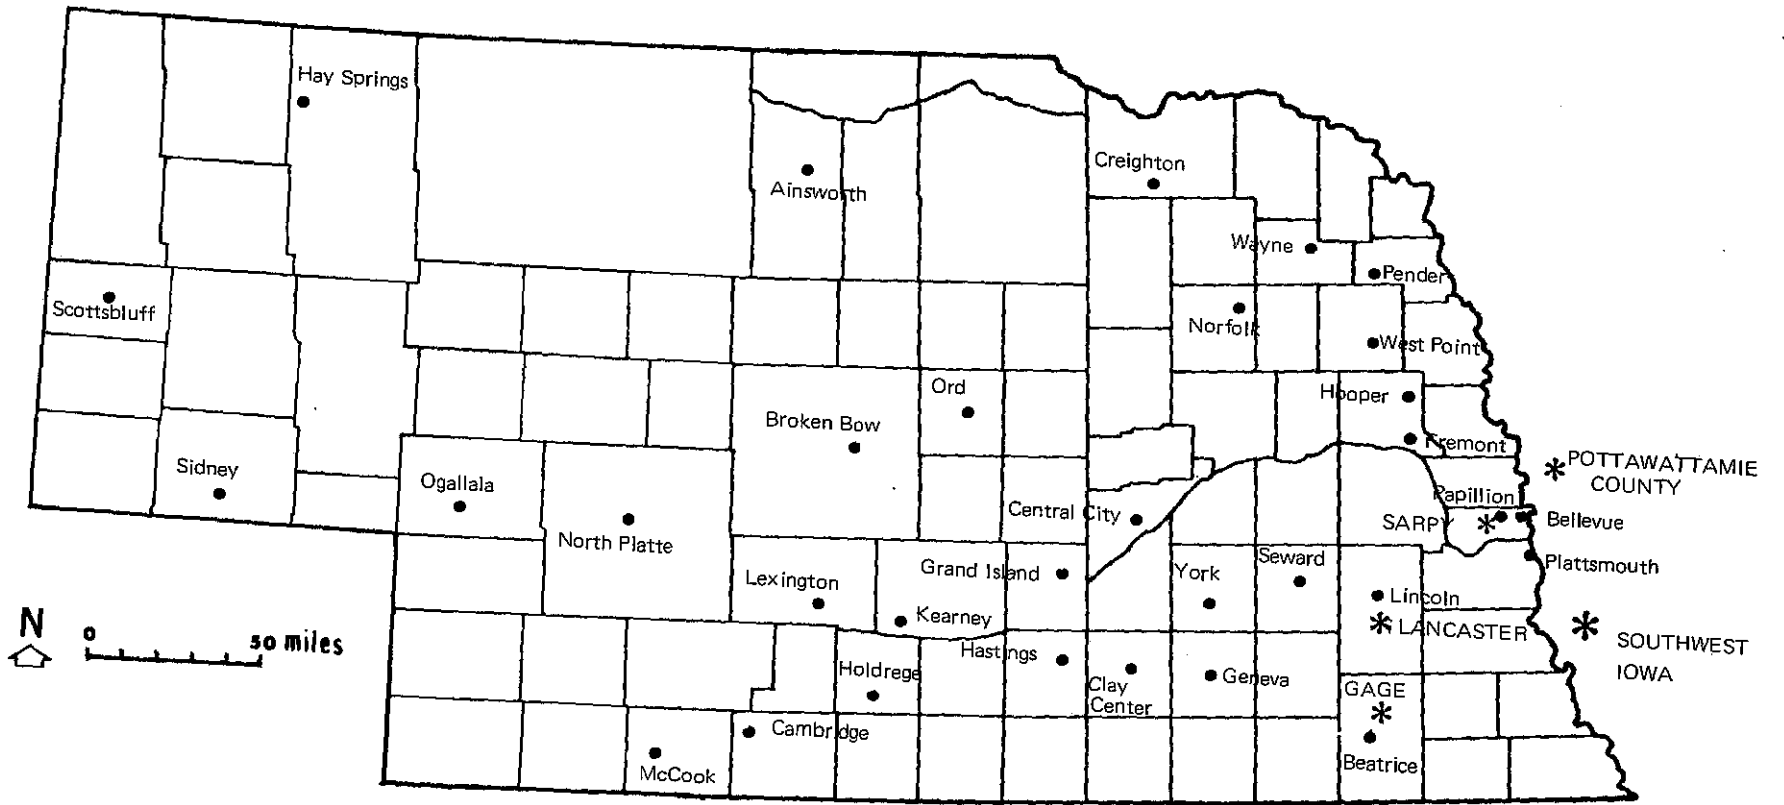 Hay Springs
Creighton
Ainsworth
Wayne
Pender
Scottsbluff
Norfolk
West Point
Ord
Hooper
Broken Bow
Fremont
Sidney
Ogallala
POTTAWATTAMIE
COUNTY
Papillion
Central City
SARPY
Bellevue
North Platte
Grand Island
York
Seward
Plattsmouth
Lexington
Lincoln
Kearney
LANCASTER
N
0
50 miles
SOUTHWEST
IOWA
Hastings
Holdrege
Clay
Center
Geneva
GAGE
Cambridge
McCook
Beatrice